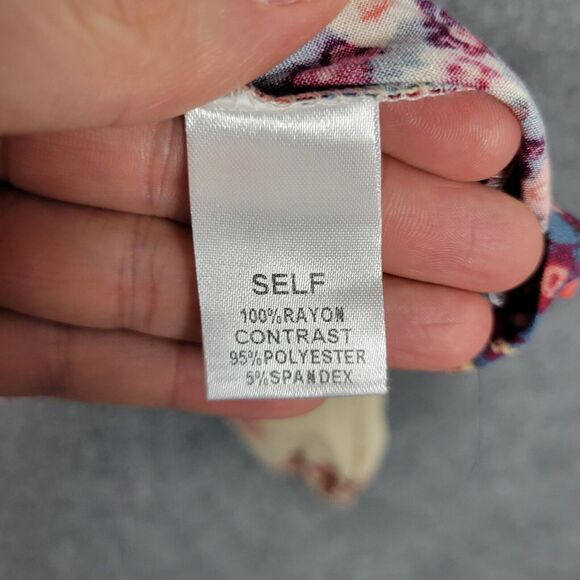 SELF
100%RAYON
CONTRAST
95%POLYESTER
5%SPANDEX